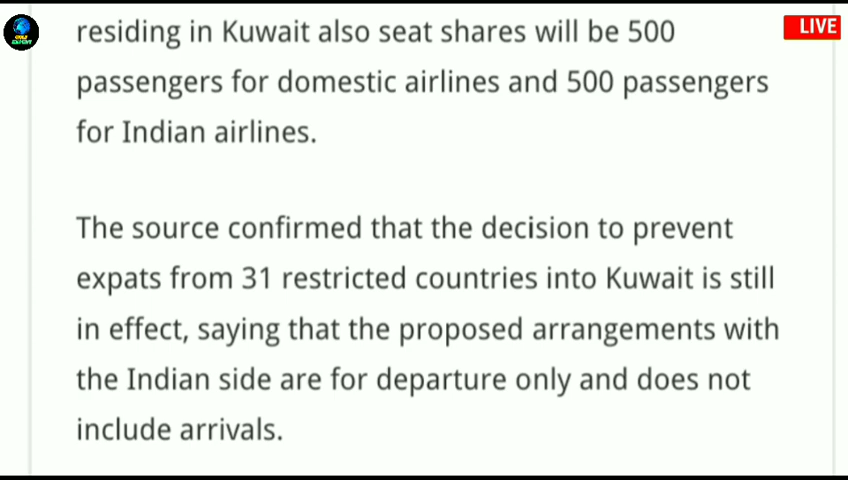 residing in Kuwait also seat shares will be 500
LIVE
passengers for domestic airlines and 500 passengers
for Indian airlines.
The source confirmed that the decision to prevent
expats from 31 restricted countries into Kuwait is still
in effect, saying that the proposed arrangements with
the Indian side are for departure only and does not
include arrivals.